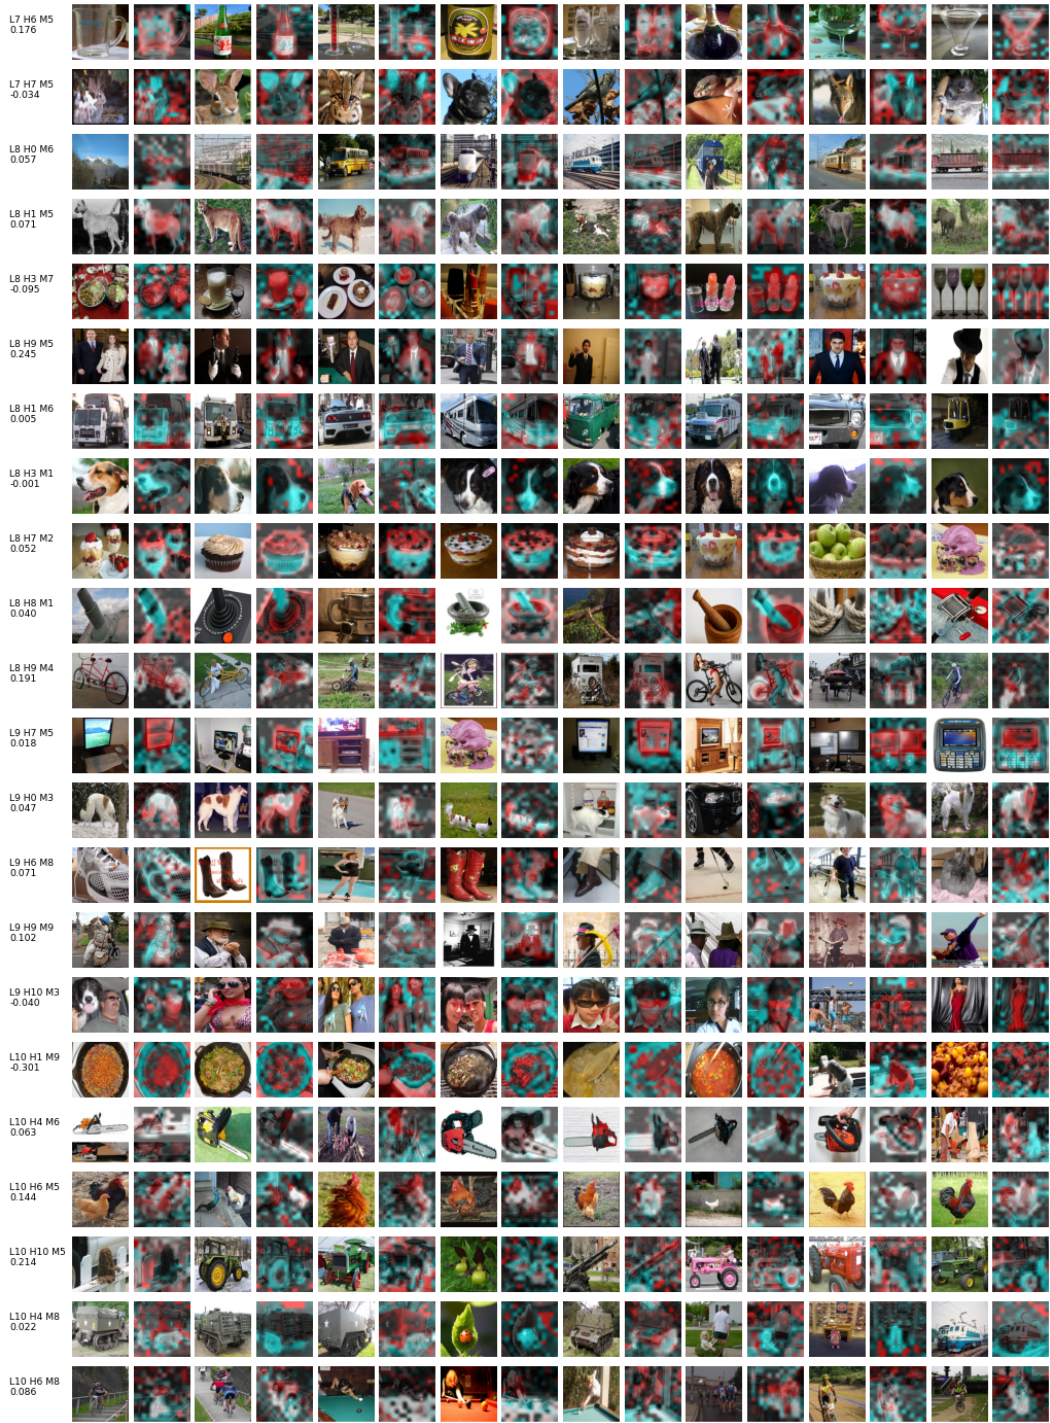 L7 H6 M5
0.176
L7 H7 M5
-0.034
L8 H0 M6
0.057
L8 H1 M5
0.071
L8 H3 M7
-0.095
L8 H9 M5
0.245
L8 H1 M6
0.005
L8 H3 M1
-0.001
L8 H7 M2
0.052
L8 H8 M1
0.040
L8 H9 M4
0.191
L9 H7 M5
0.018
L9 H0 M3
0.047
L9 H6 M8
0.071
L9 H9 M9
0.102
L9 H10 M3
-0.040
L10 H1 M9
-0.301
L10 H4 M6
0.063
L10 H6 M5
0.144
L10 H10 M5
0.214
L10 H4 M8
0.022
L10 H6 M8
0.086